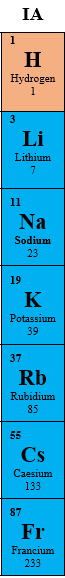 IA
1
H
Hydrogen
1
3
Li
Lithium
7
11
Na
Sodium
23
19
K
Potassium
39
37
Rb
Rubidium
85
55
Cs
Caesium
133
87
Fr
Francium
233